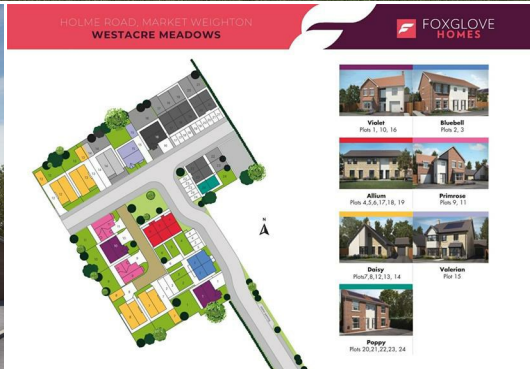 HOLME ROAD, MARKET WEIGHTON
WESTACRE MEADOWS
FOXGLOVE
HOMES
Violet
Plots 1, 10, 16
Bluebell
Plots 2, 3
Allium
Plots 4,5,6,17,18, 19
Primrose
Plots 9, 11
Daisy
Plots7,8,12,13, 14
Valerian
Plot 15
Poppy
Plots 20,21,22,23, 24
N